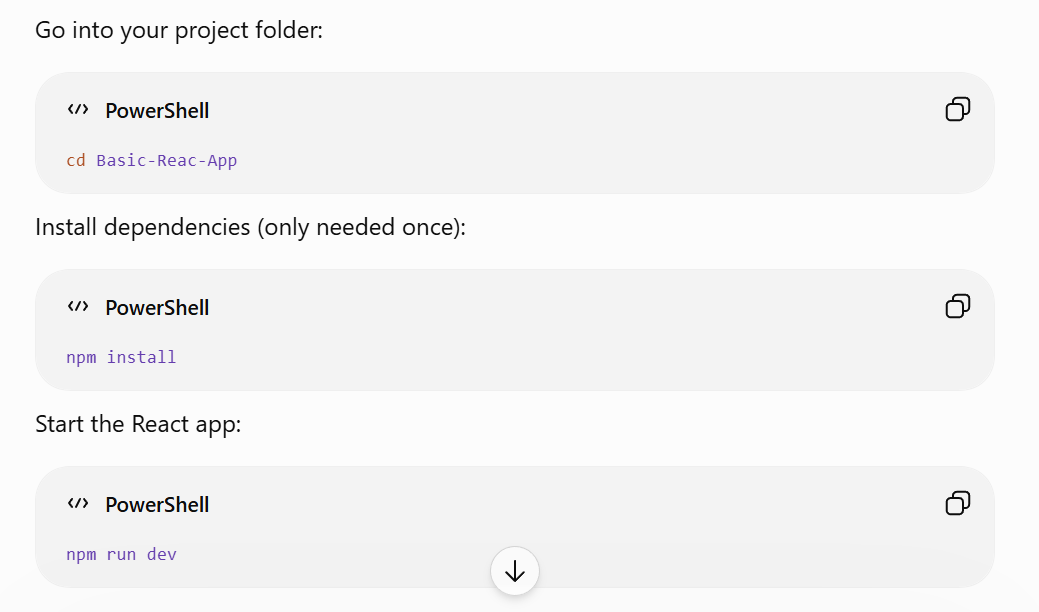 Go into your project folder:
PowerShell
cd Basic-Reac-App
Install dependencies (only needed once):
PowerShell
npm install
Start the React app:
PowerShell
npm run dev